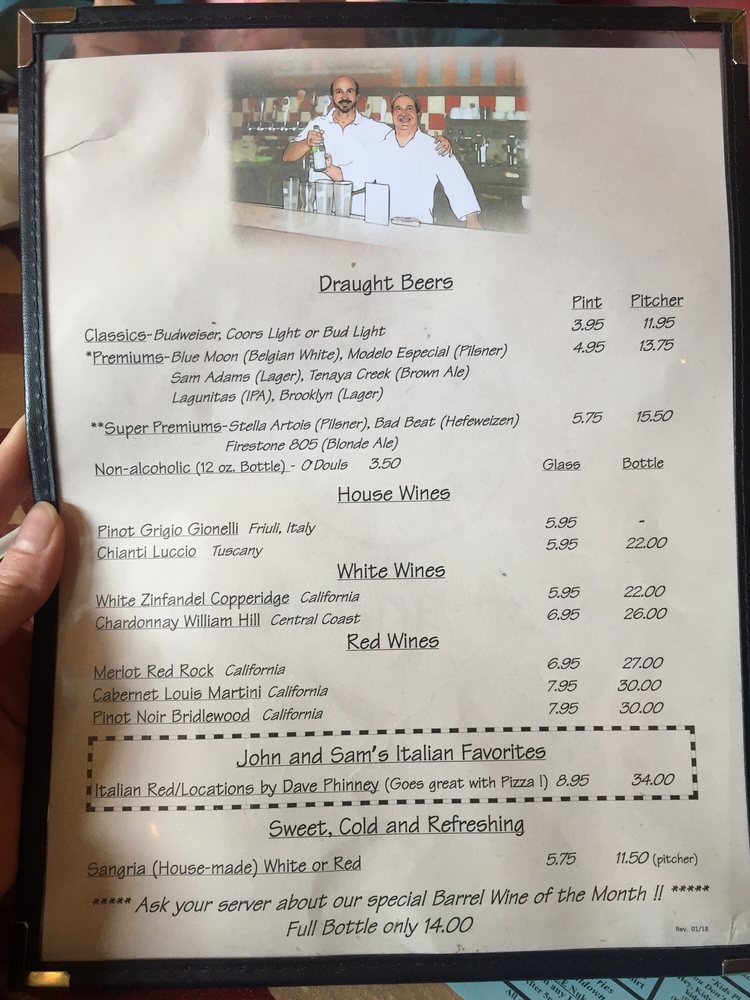 Draught Beers
Pint Pitcher
Classics-Budweiser, Coors Light or Bud Light 3.95 11.95
*Premiums-Blue Moon (Belgian White), Modelo Especial (Pilsner) 4.95 13.75
Sam Adams (Lager), Tenaya Creek (Brown Ale)
Lagunitas (IPA), Brooklyn (Lager)
**Super Premiums-Stella Artois (Pilsner), Bad Beat (Hefeweizen) 5.75 15.50
Firestone 805 (Blonde Ale)
Non-alcoholic (12 oz. Bottle)- O'Douls 3.50 Glass Bottle
House Wines
Pinot Grigio Gionelli Friuli, Italy 5.95 -
Chianti Luccio Tuscany 5.95 22.00
White Wines
White Zinfandel Copperidge California 5.95 22.00
Chardonnay William Hill Central Coast 6.95 26.00
Red Wines
Merlot Red Rock California 6.95 27.00
Cabernet Louis Martini California 7.95 30.00
Pinot Noir Bridlewood California 7.95 30.00
John and Sam's Italian Favorites
Italian Red/Locations by Dave Phinney (Goes great with Pizza !) 8.95 34.00
Sweet, Cold and Refreshing
Sangria (House-made) White or Red 5.75 11.50 (pitcher)
***** Ask your server about our special Barrel Wine of the Month !! *****
Full Bottle only 14.00
Rev. 01/18